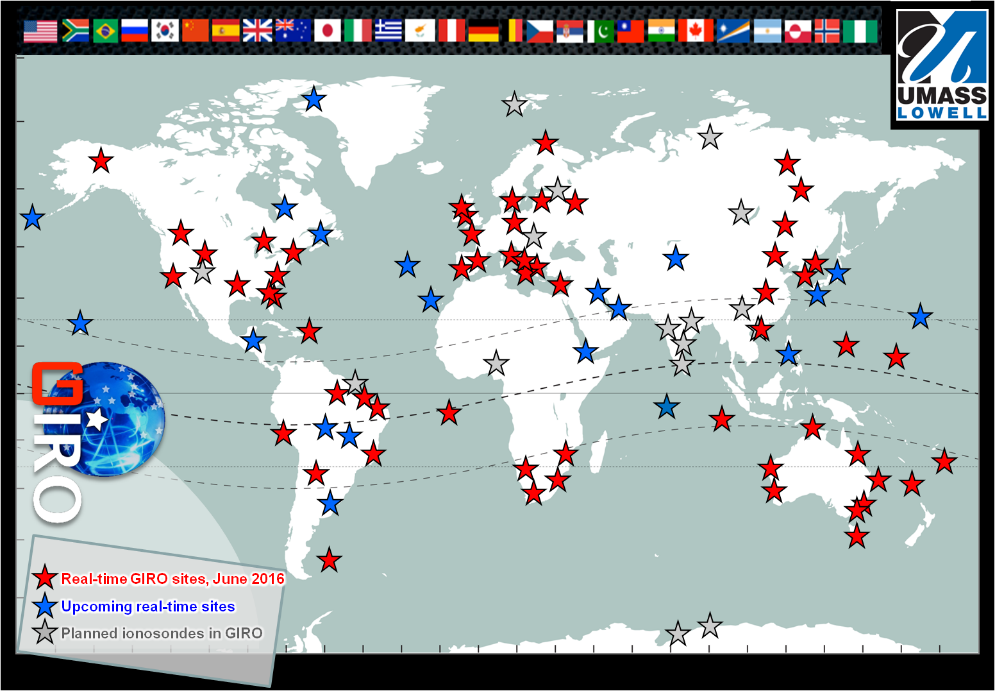 UMASS
LOWELL
GIRO
Real-time GIRO sites, June 2016
Upcoming real-time sites
Planned ionosondes in GIRO